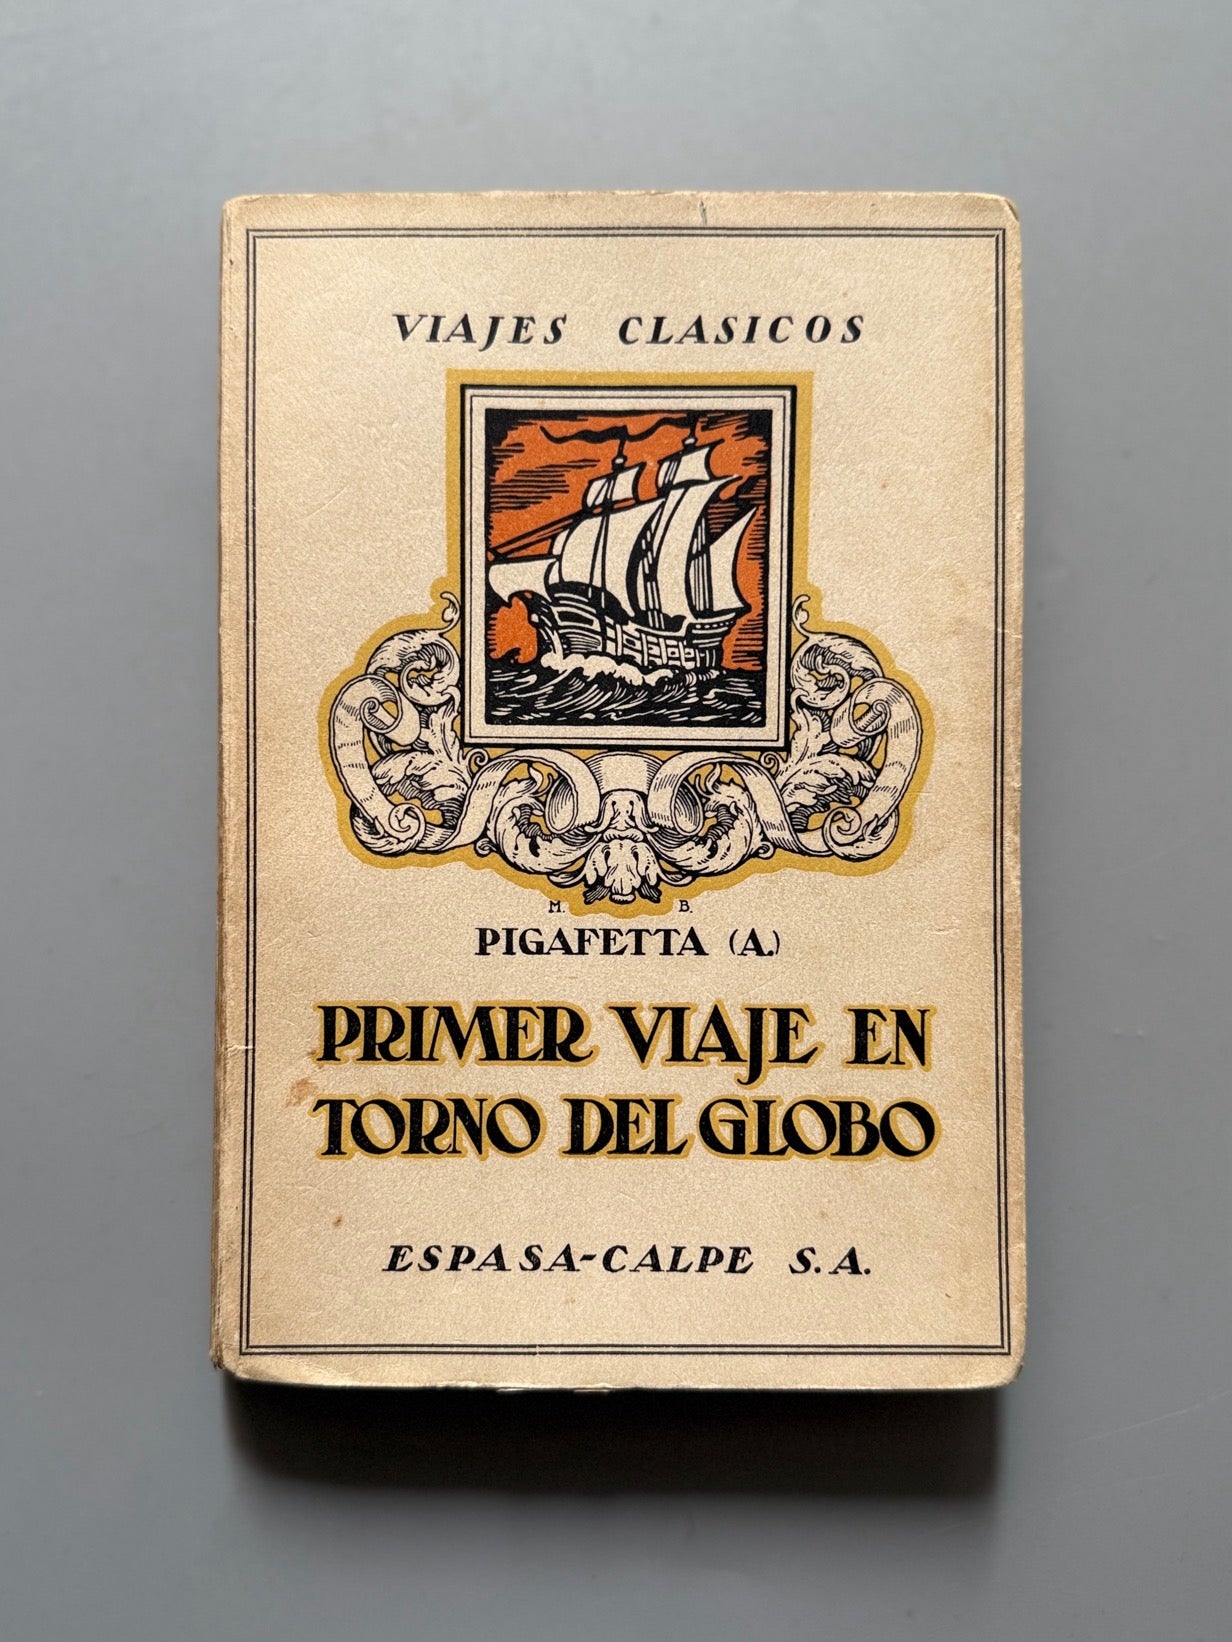 VIAJES CLASICOS
M. B.
PIGAFETTA (A.)
PRIMER VIAJE EN
TORNO DEL GLOBO
ESPASA-CALPE S.A.